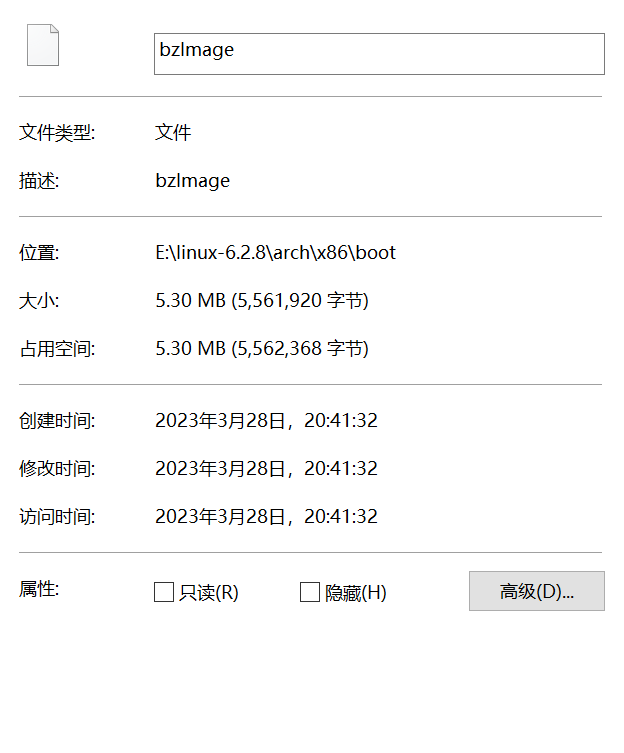 bzImage
文件类型: 文件
描述: bzImage
位置: E:\linux-6.2.8\arch\x86\boot
大小: 5.30 MB (5,561,920 字节)
占用空间: 5.30 MB (5,562,368 字节)
创建时间: 2023年3月28日，20:41:32
修改时间: 2023年3月28日，20:41:32
访问时间: 2023年3月28日，20:41:32
属性: 只读(R) 隐藏(H) 高级(D)...